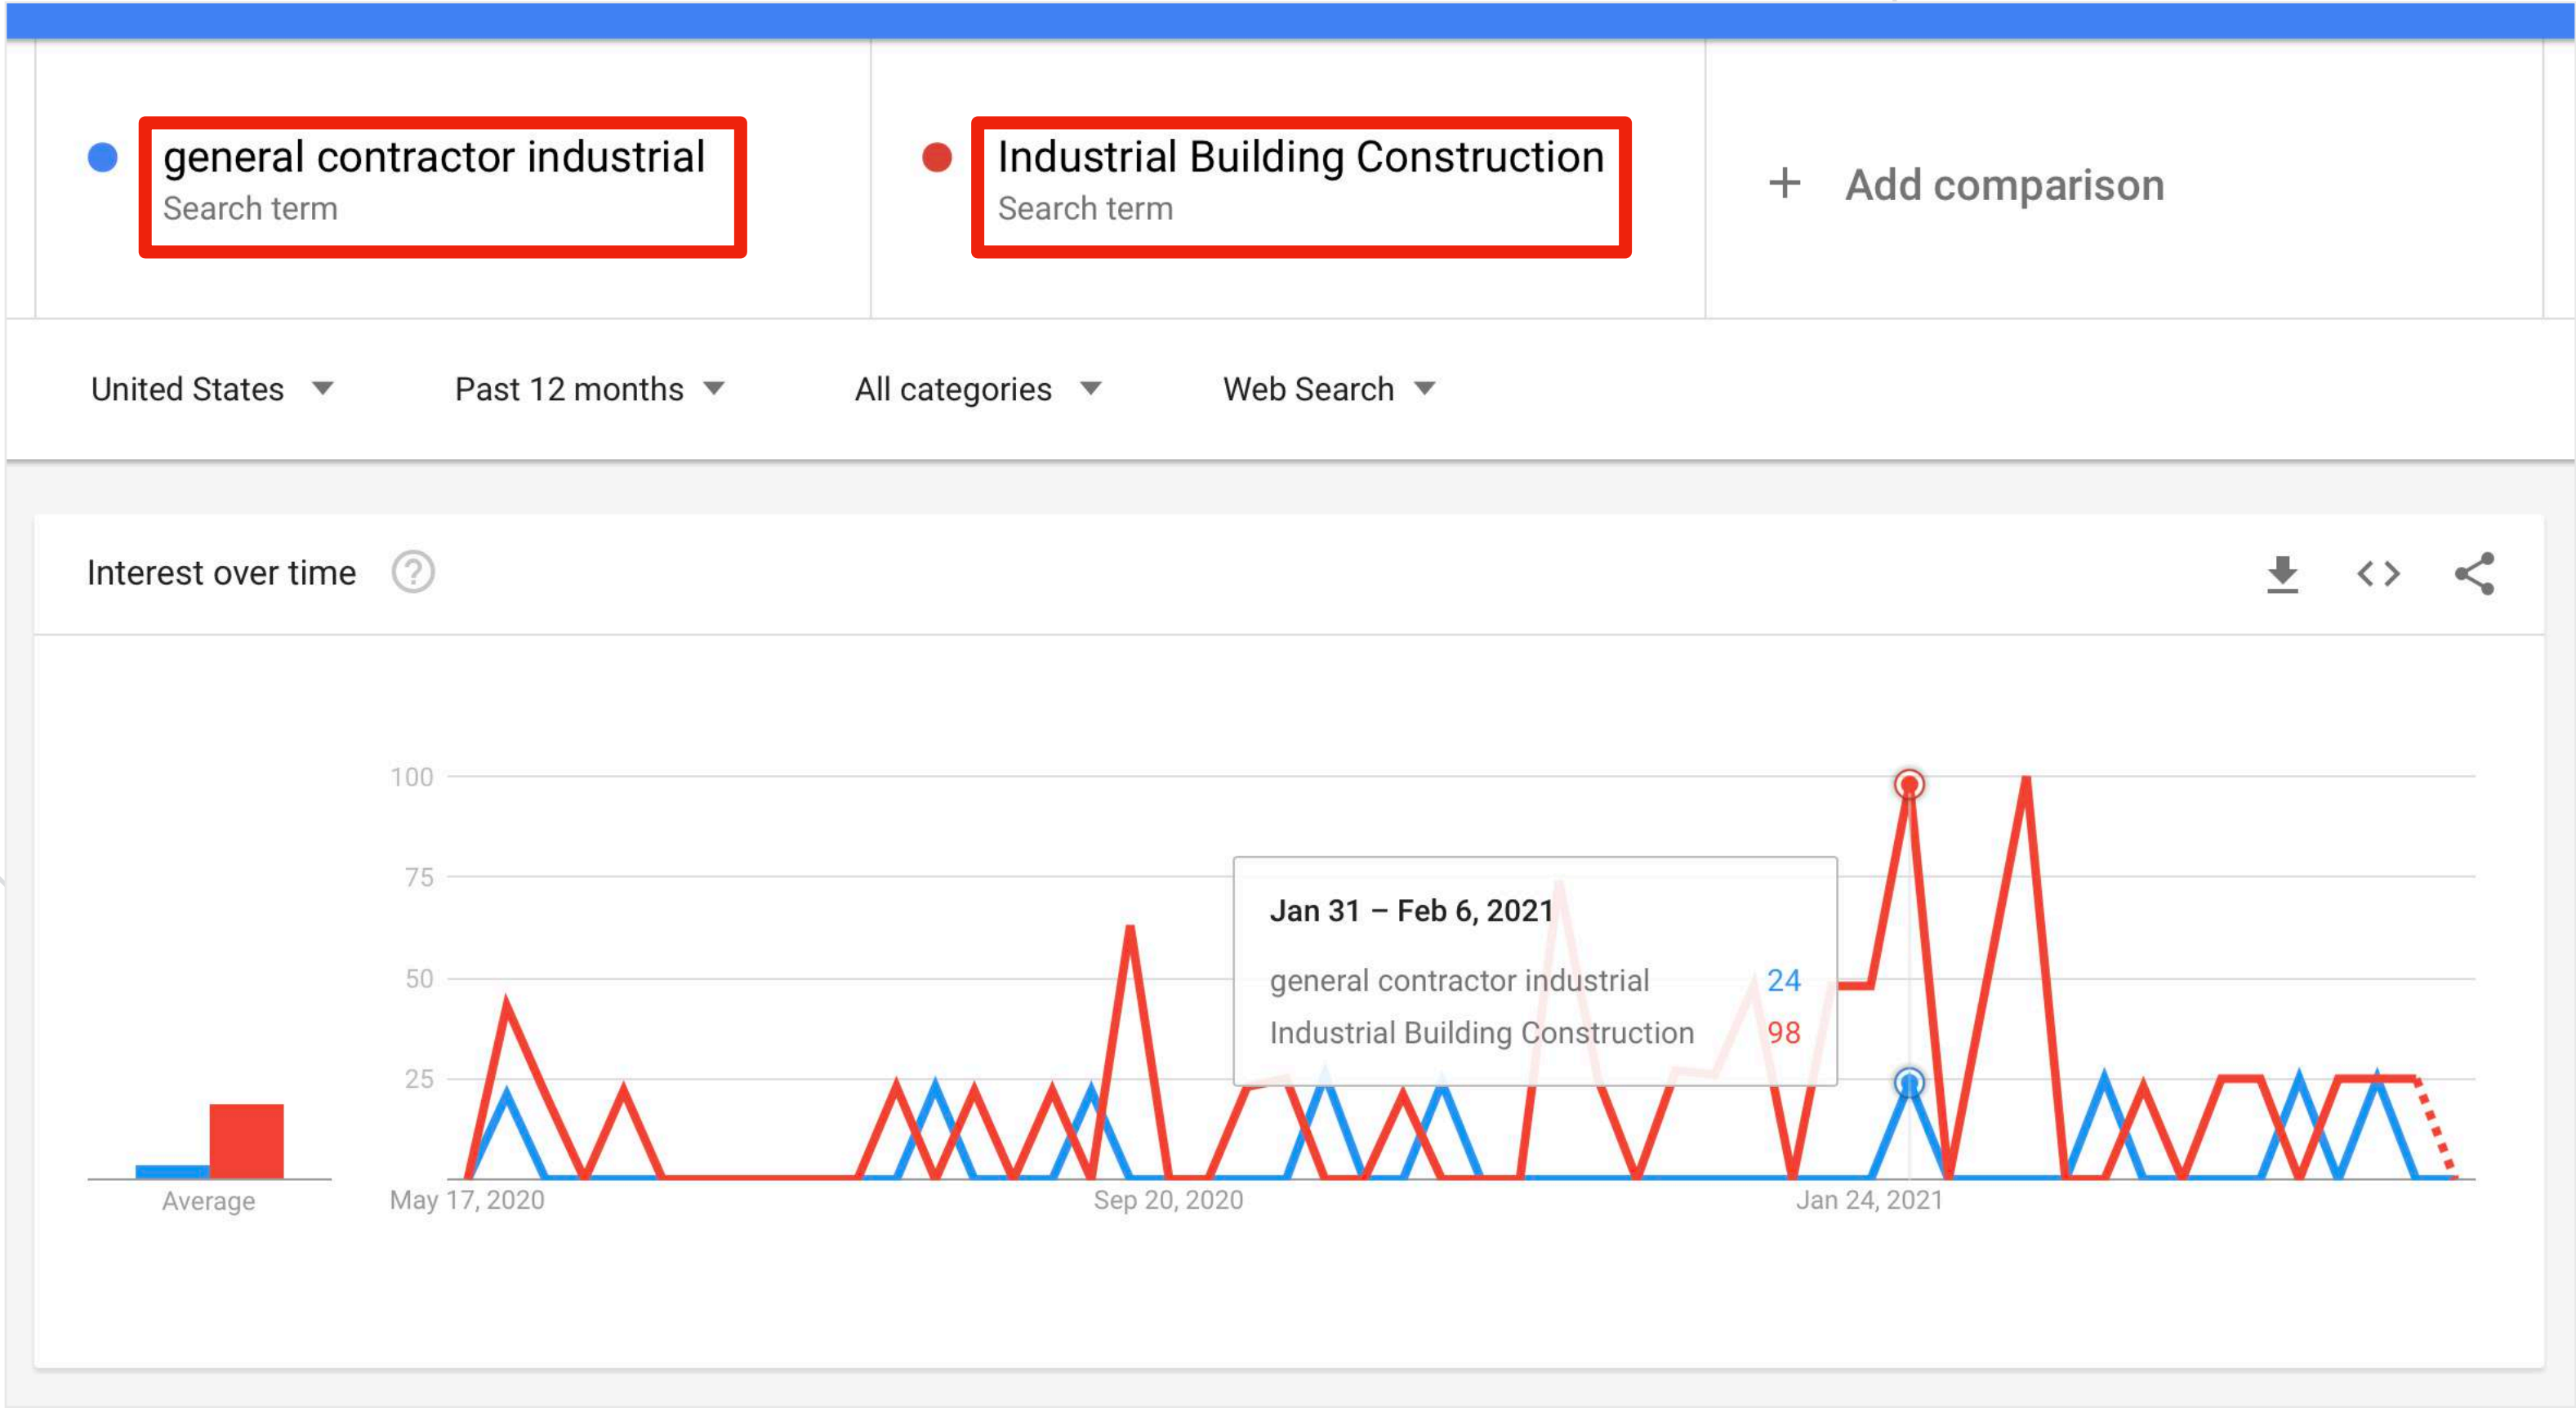 general contractor industrial
Search term
Industrial Building Construction
Search term
+ Add comparison
United States
Past 12 months
All categories
Web Search
Interest over time
?
100
75
50
25
Jan 31 – Feb 6, 2021
general contractor industrial 24
Industrial Building Construction 98
Average
May 17, 2020
Sep 20, 2020
Jan 24, 2021